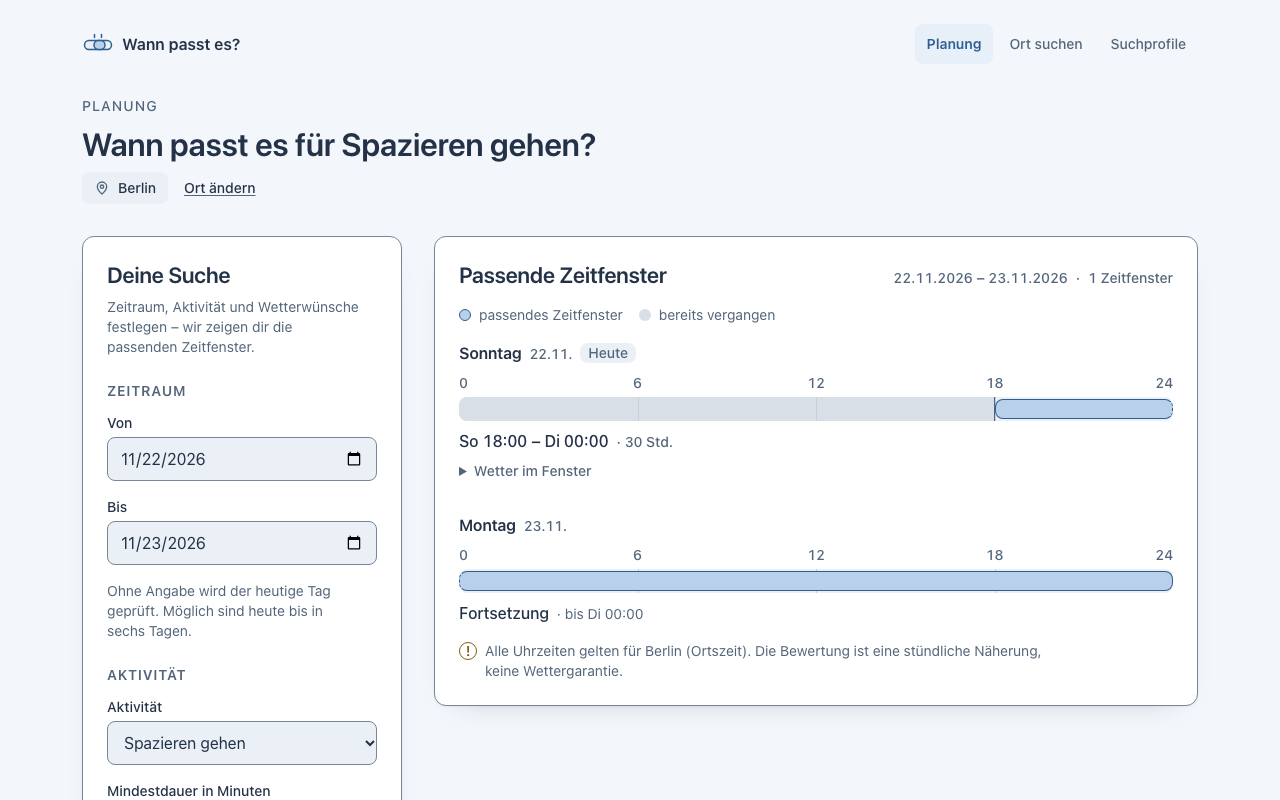 Wann passt es?
Planung
Ort suchen
Suchprofile
PLANUNG
Wann passt es für Spazieren gehen?
Berlin
Ort ändern
Deine Suche
Zeitraum, Aktivität und Wetterwünsche
festlegen – wir zeigen dir die
passenden Zeitfenster.
ZEITRAUM
Von
11/22/2026
Bis
11/23/2026
Ohne Angabe wird der heutige Tag
geprüft. Möglich sind heute bis in
sechs Tagen.
AKTIVITÄT
Aktivität
Spazieren gehen
Mindestdauer in Minuten
Passende Zeitfenster
22.11.2026 – 23.11.2026 · 1 Zeitfenster
passendes Zeitfenster
bereits vergangen
Sonntag 22.11. Heute
0 6 12 18 24
So 18:00 – Di 00:00 · 30 Std.
Wetter im Fenster
Montag 23.11.
0 6 12 18 24
Fortsetzung · bis Di 00:00
Alle Uhrzeiten gelten für Berlin (Ortszeit). Die Bewertung ist eine stündliche Näherung,
keine Wettergarantie.